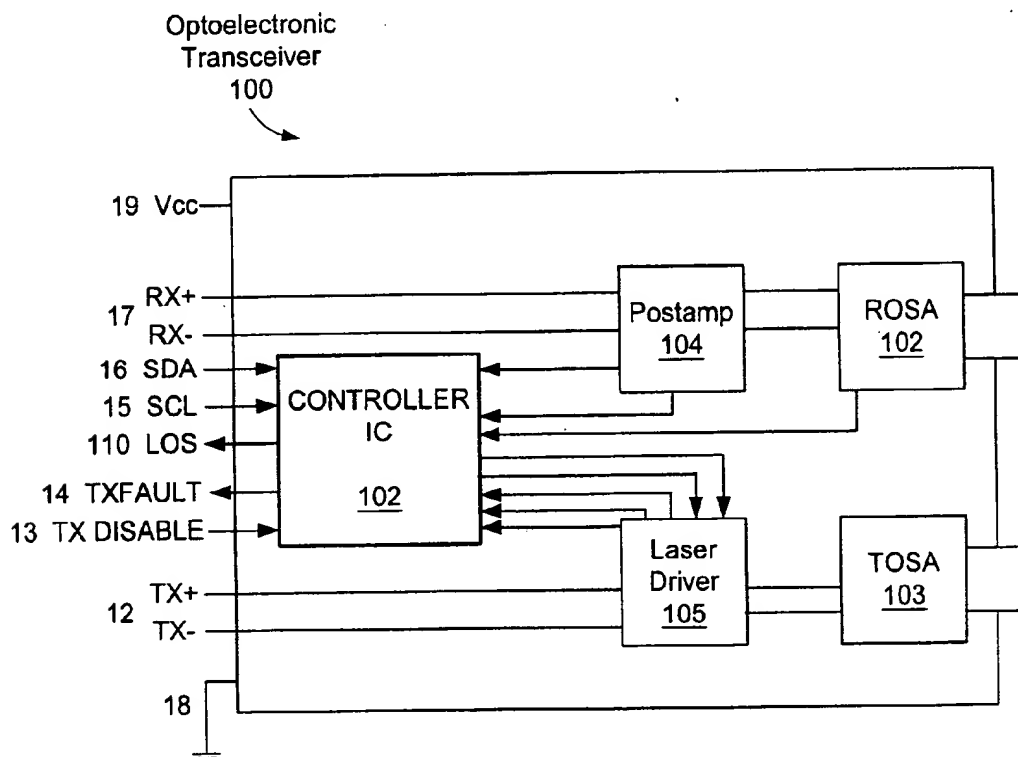 Optoelectronic
Transceiver
100
19 Vcc
17
RX+
RX-
16 SDA
15 SCL
110 LOS
14 TXFAULT
13 TX DISABLE
12
TX+
TX-
18
CONTROLLER
IC
102
Postamp
104
ROSA
102
Laser
Driver
105
TOSA
103